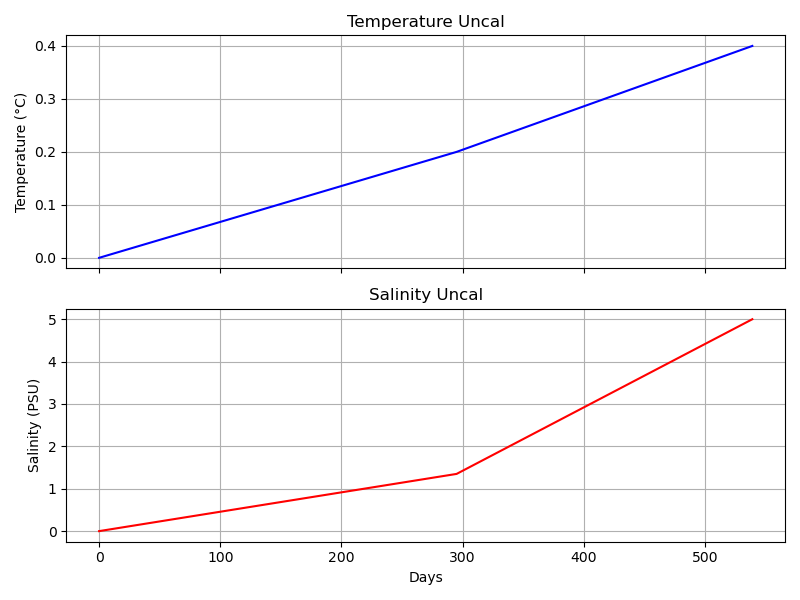 Temperature Uncal
Temperature (°C)
0.4
0.3
0.2
0.1
0.0
Salinity Uncal
Salinity (PSU)
5
4
3
2
1
0
0 100 200 300 400 500
Days